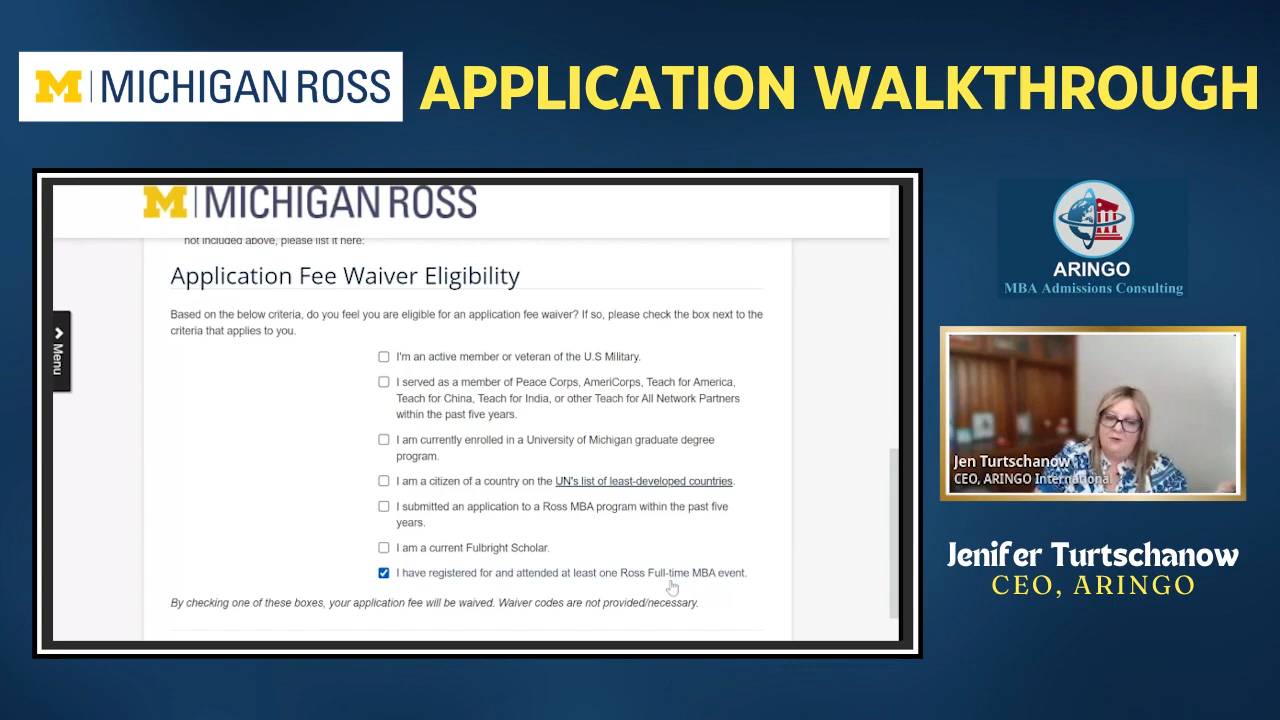 M | MICHIGAN ROSS
APPLICATION WALKTHROUGH
M | MICHIGAN ROSS
not included above, please list it here:
Application Fee Waiver Eligibility
Based on the below criteria, do you feel you are eligible for an application fee waiver? If so, please check the box next to the
criteria that applies to you.
I'm an active member or veteran of the U.S Military.
I served as a member of Peace Corps, AmeriCorps, Teach for America,
Teach for China, Teach for India, or other Teach for All Network Partners
within the past five years.
I am currently enrolled in a University of Michigan graduate degree
program.
I am a citizen of a country on the UN's list of least-developed countries.
I submitted an application to a Ross MBA program within the past five
years.
I am a current Fulbright Scholar.
I have registered for and attended at least one Ross Full-time MBA event.
By checking one of these boxes, your application fee will be waived. Waiver codes are not provided/necessary.
Menu
ARINGO
MBA Admissions Consulting
Jen Turtschanow
CEO, ARINGO International
Jenifer Turtschanow
CEO, ARINGO